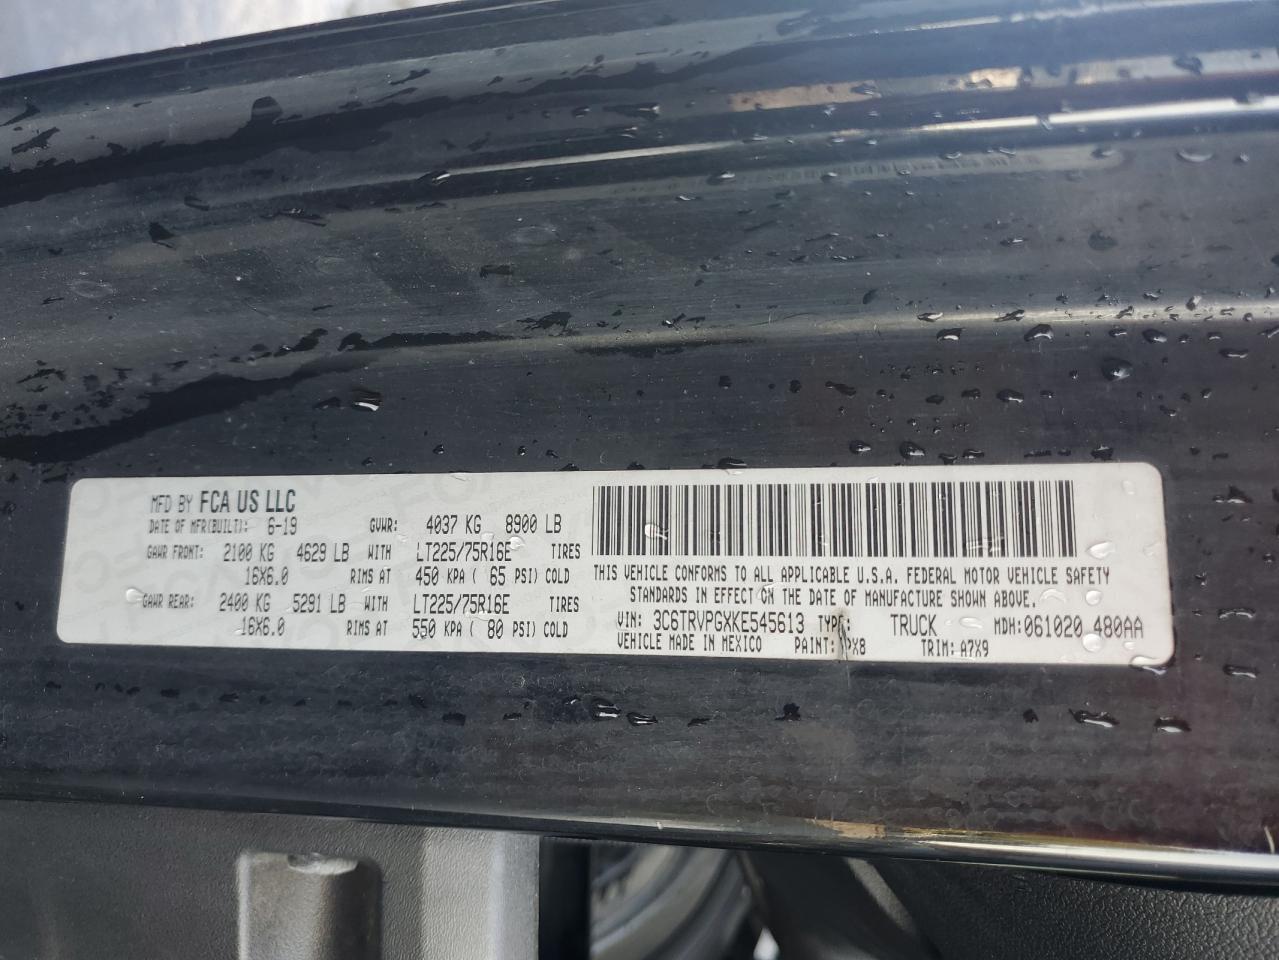 MFD BY FCA US LLC
DATE OF MFR(BUILT): 6-19 GVWR: 4037 KG 8900 LB
GAWR FRONT: 2100 KG 4629 LB WITH LT225/75R16E TIRES
16X6.0 RIMS AT 450 KPA ( 65 PSI) COLD
GAWR REAR: 2400 KG 5291 LB WITH LT225/75R16E TIRES
16X6.0 RIMS AT 550 KPA ( 80 PSI) COLD
THIS VEHICLE CONFORMS TO ALL APPLICABLE U.S.A. FEDERAL MOTOR VEHICLE SAFETY
STANDARDS IN EFFECT ON THE DATE OF MANUFACTURE SHOWN ABOVE.
VIN: 3C6TRVPGXKE545613 TYPE: TRUCK MDH:061020 480AA
VEHICLE MADE IN MEXICO PAINT: PX8 TRIM: A7X9